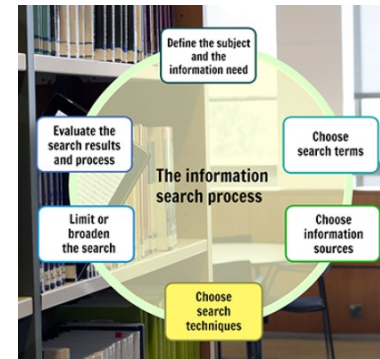 Define the subject
and the
information need
Choose
search terms
Choose
information
sources
Choose
search
techniques
Limit or
broaden
the search
Evaluate the
search results
and process
The information
search process